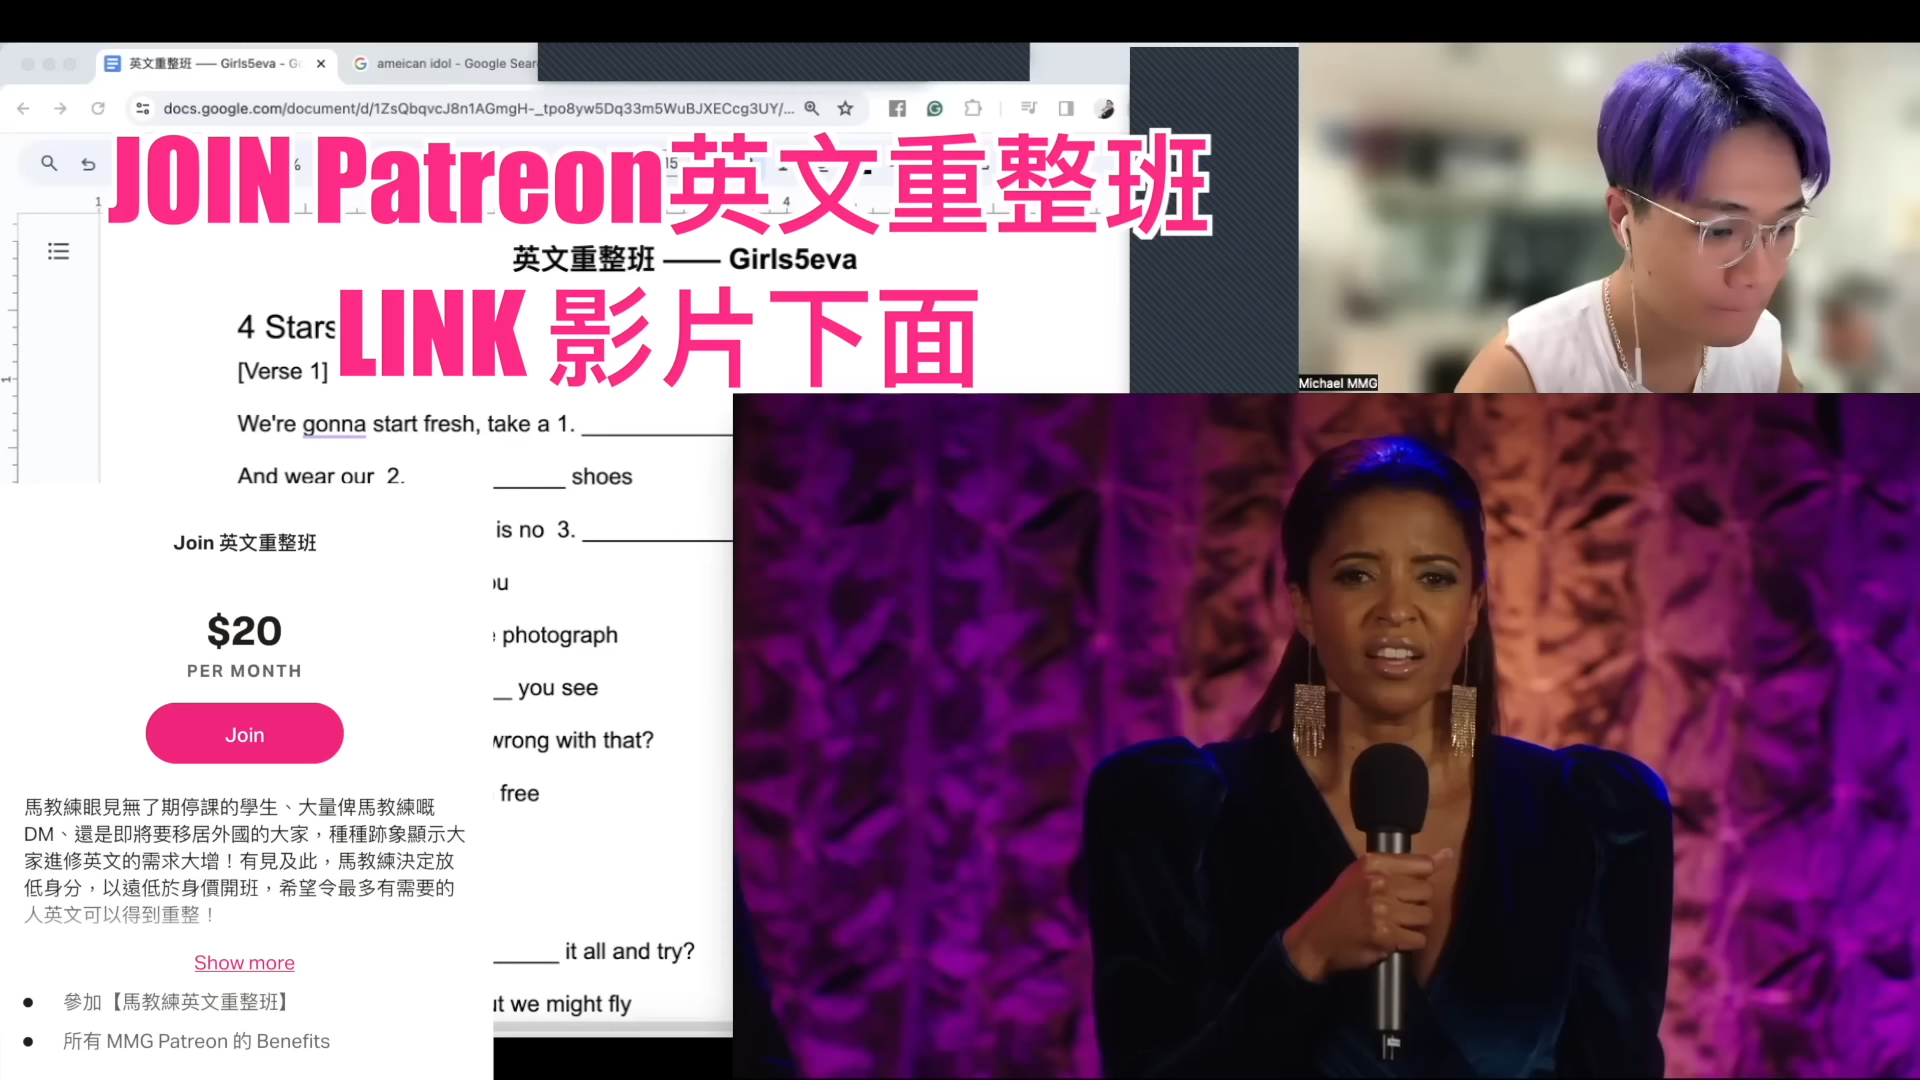 英文重整班 —— Girls5eva - G
ameican idol - Google Sear
docs.google.com/document/d/1ZsQbqvcJ8n1AGmgH-_tpo8yw5Dq33m5WuBJXECcg3UY/...
JOIN Patreon英文重整班
英文重整班 —— Girls5eva
LINK 影片下面
4 Stars
[Verse 1]
We're gonna start fresh, take a 1. ____________
And wear our 2. ______ shoes
is no 3. ____________
photograph
__ you see
wrong with that?
free
_____ it all and try?
we might fly
Join 英文重整班
$20
PER MONTH
Join
馬教練眼見無了期停課的學生、大量俾馬教練嘅
DM、還是即將要移居外國的大家，種種跡象顯示大
家進修英文的需求大增！有見及此，馬教練決定放
低身分，以遠低於身價開班，希望令最多有需要的
人英文可以得到重整！
Show more
參加【馬教練英文重整班】
所有 MMG Patreon 的 Benefits
Michael MMG